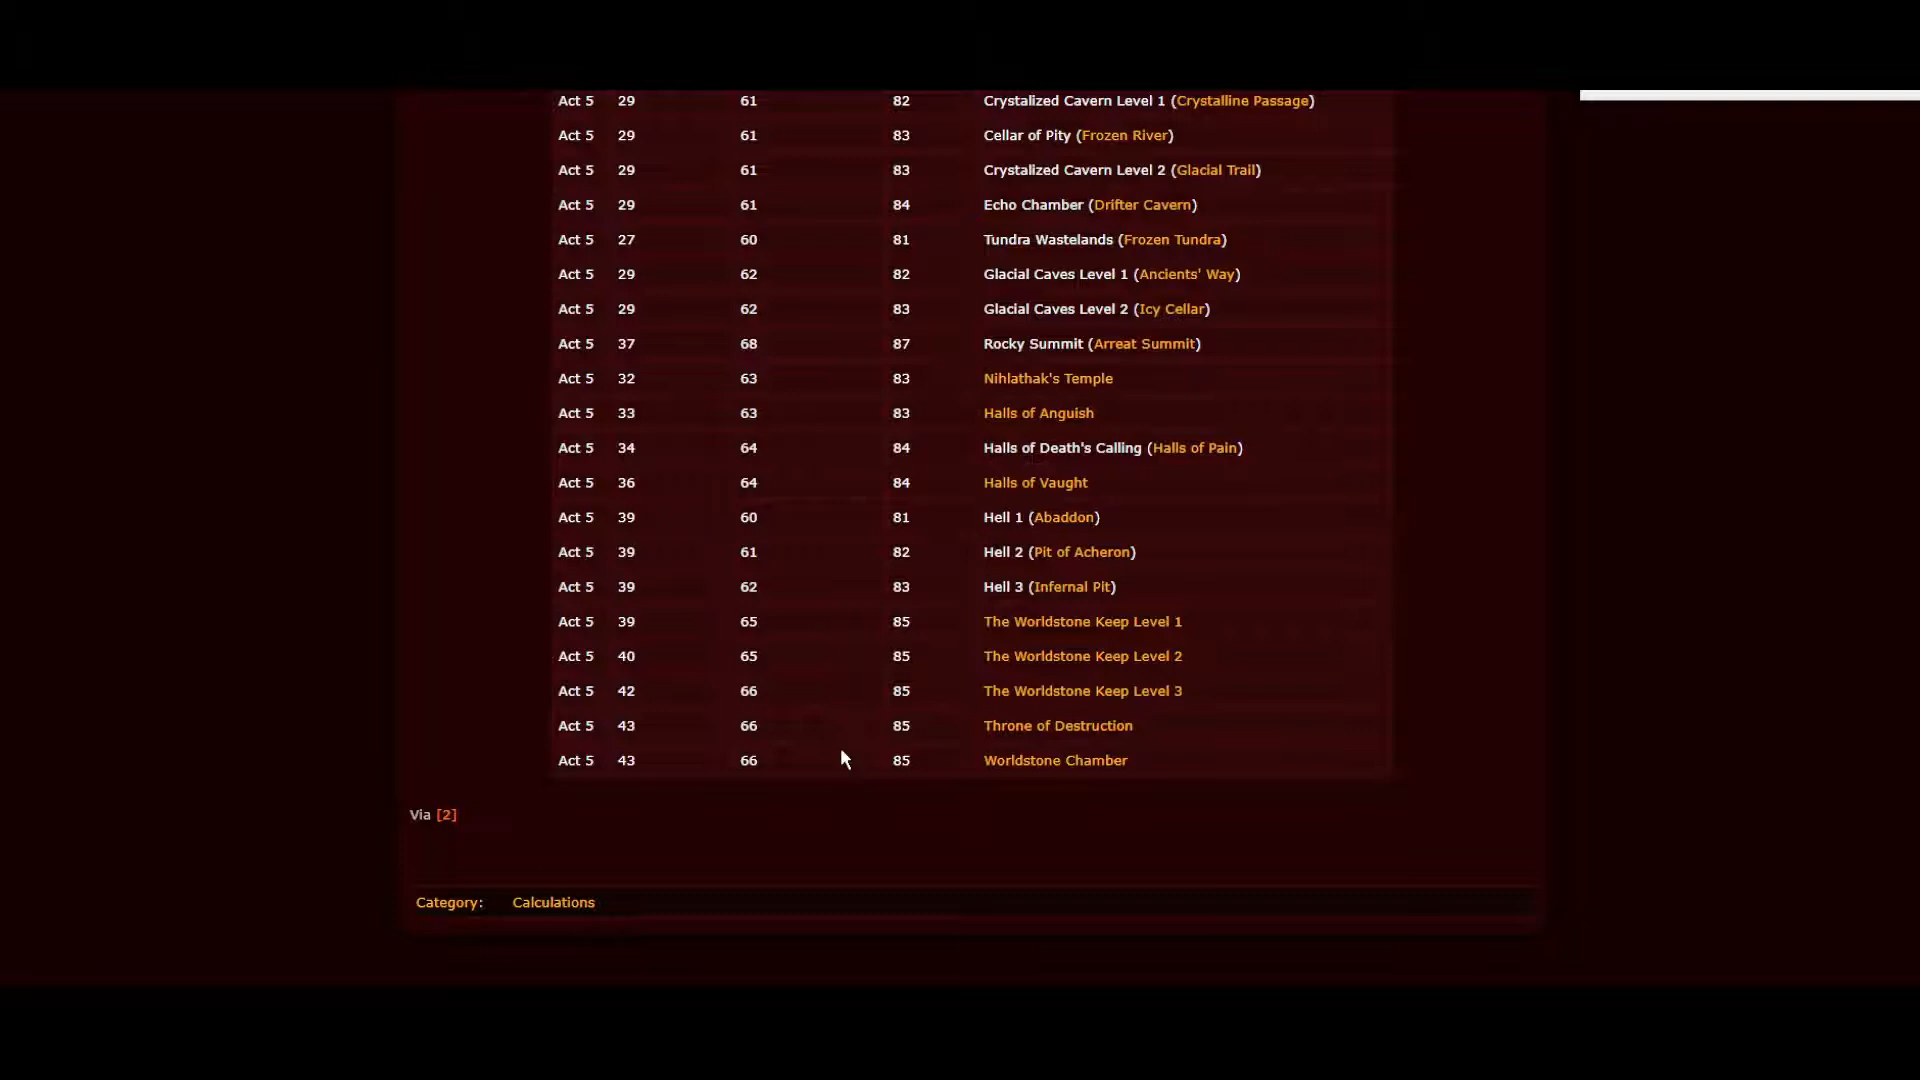 Act 5 29 61 82 Crystalized Cavern Level 1 (Crystalline Passage)
Act 5 29 61 83 Cellar of Pity (Frozen River)
Act 5 29 61 83 Crystalized Cavern Level 2 (Glacial Trail)
Act 5 29 61 84 Echo Chamber (Drifter Cavern)
Act 5 27 60 81 Tundra Wastelands (Frozen Tundra)
Act 5 29 62 82 Glacial Caves Level 1 (Ancients' Way)
Act 5 29 62 83 Glacial Caves Level 2 (Icy Cellar)
Act 5 37 68 87 Rocky Summit (Arreat Summit)
Act 5 32 63 83 Nihlathak's Temple
Act 5 33 63 83 Halls of Anguish
Act 5 34 64 84 Halls of Death's Calling (Halls of Pain)
Act 5 36 64 84 Halls of Vaught
Act 5 39 60 81 Hell 1 (Abaddon)
Act 5 39 61 82 Hell 2 (Pit of Acheron)
Act 5 39 62 83 Hell 3 (Infernal Pit)
Act 5 39 65 85 The Worldstone Keep Level 1
Act 5 40 65 85 The Worldstone Keep Level 2
Act 5 42 66 85 The Worldstone Keep Level 3
Act 5 43 66 85 Throne of Destruction
Act 5 43 66 85 Worldstone Chamber
Via [2]
Category: Calculations